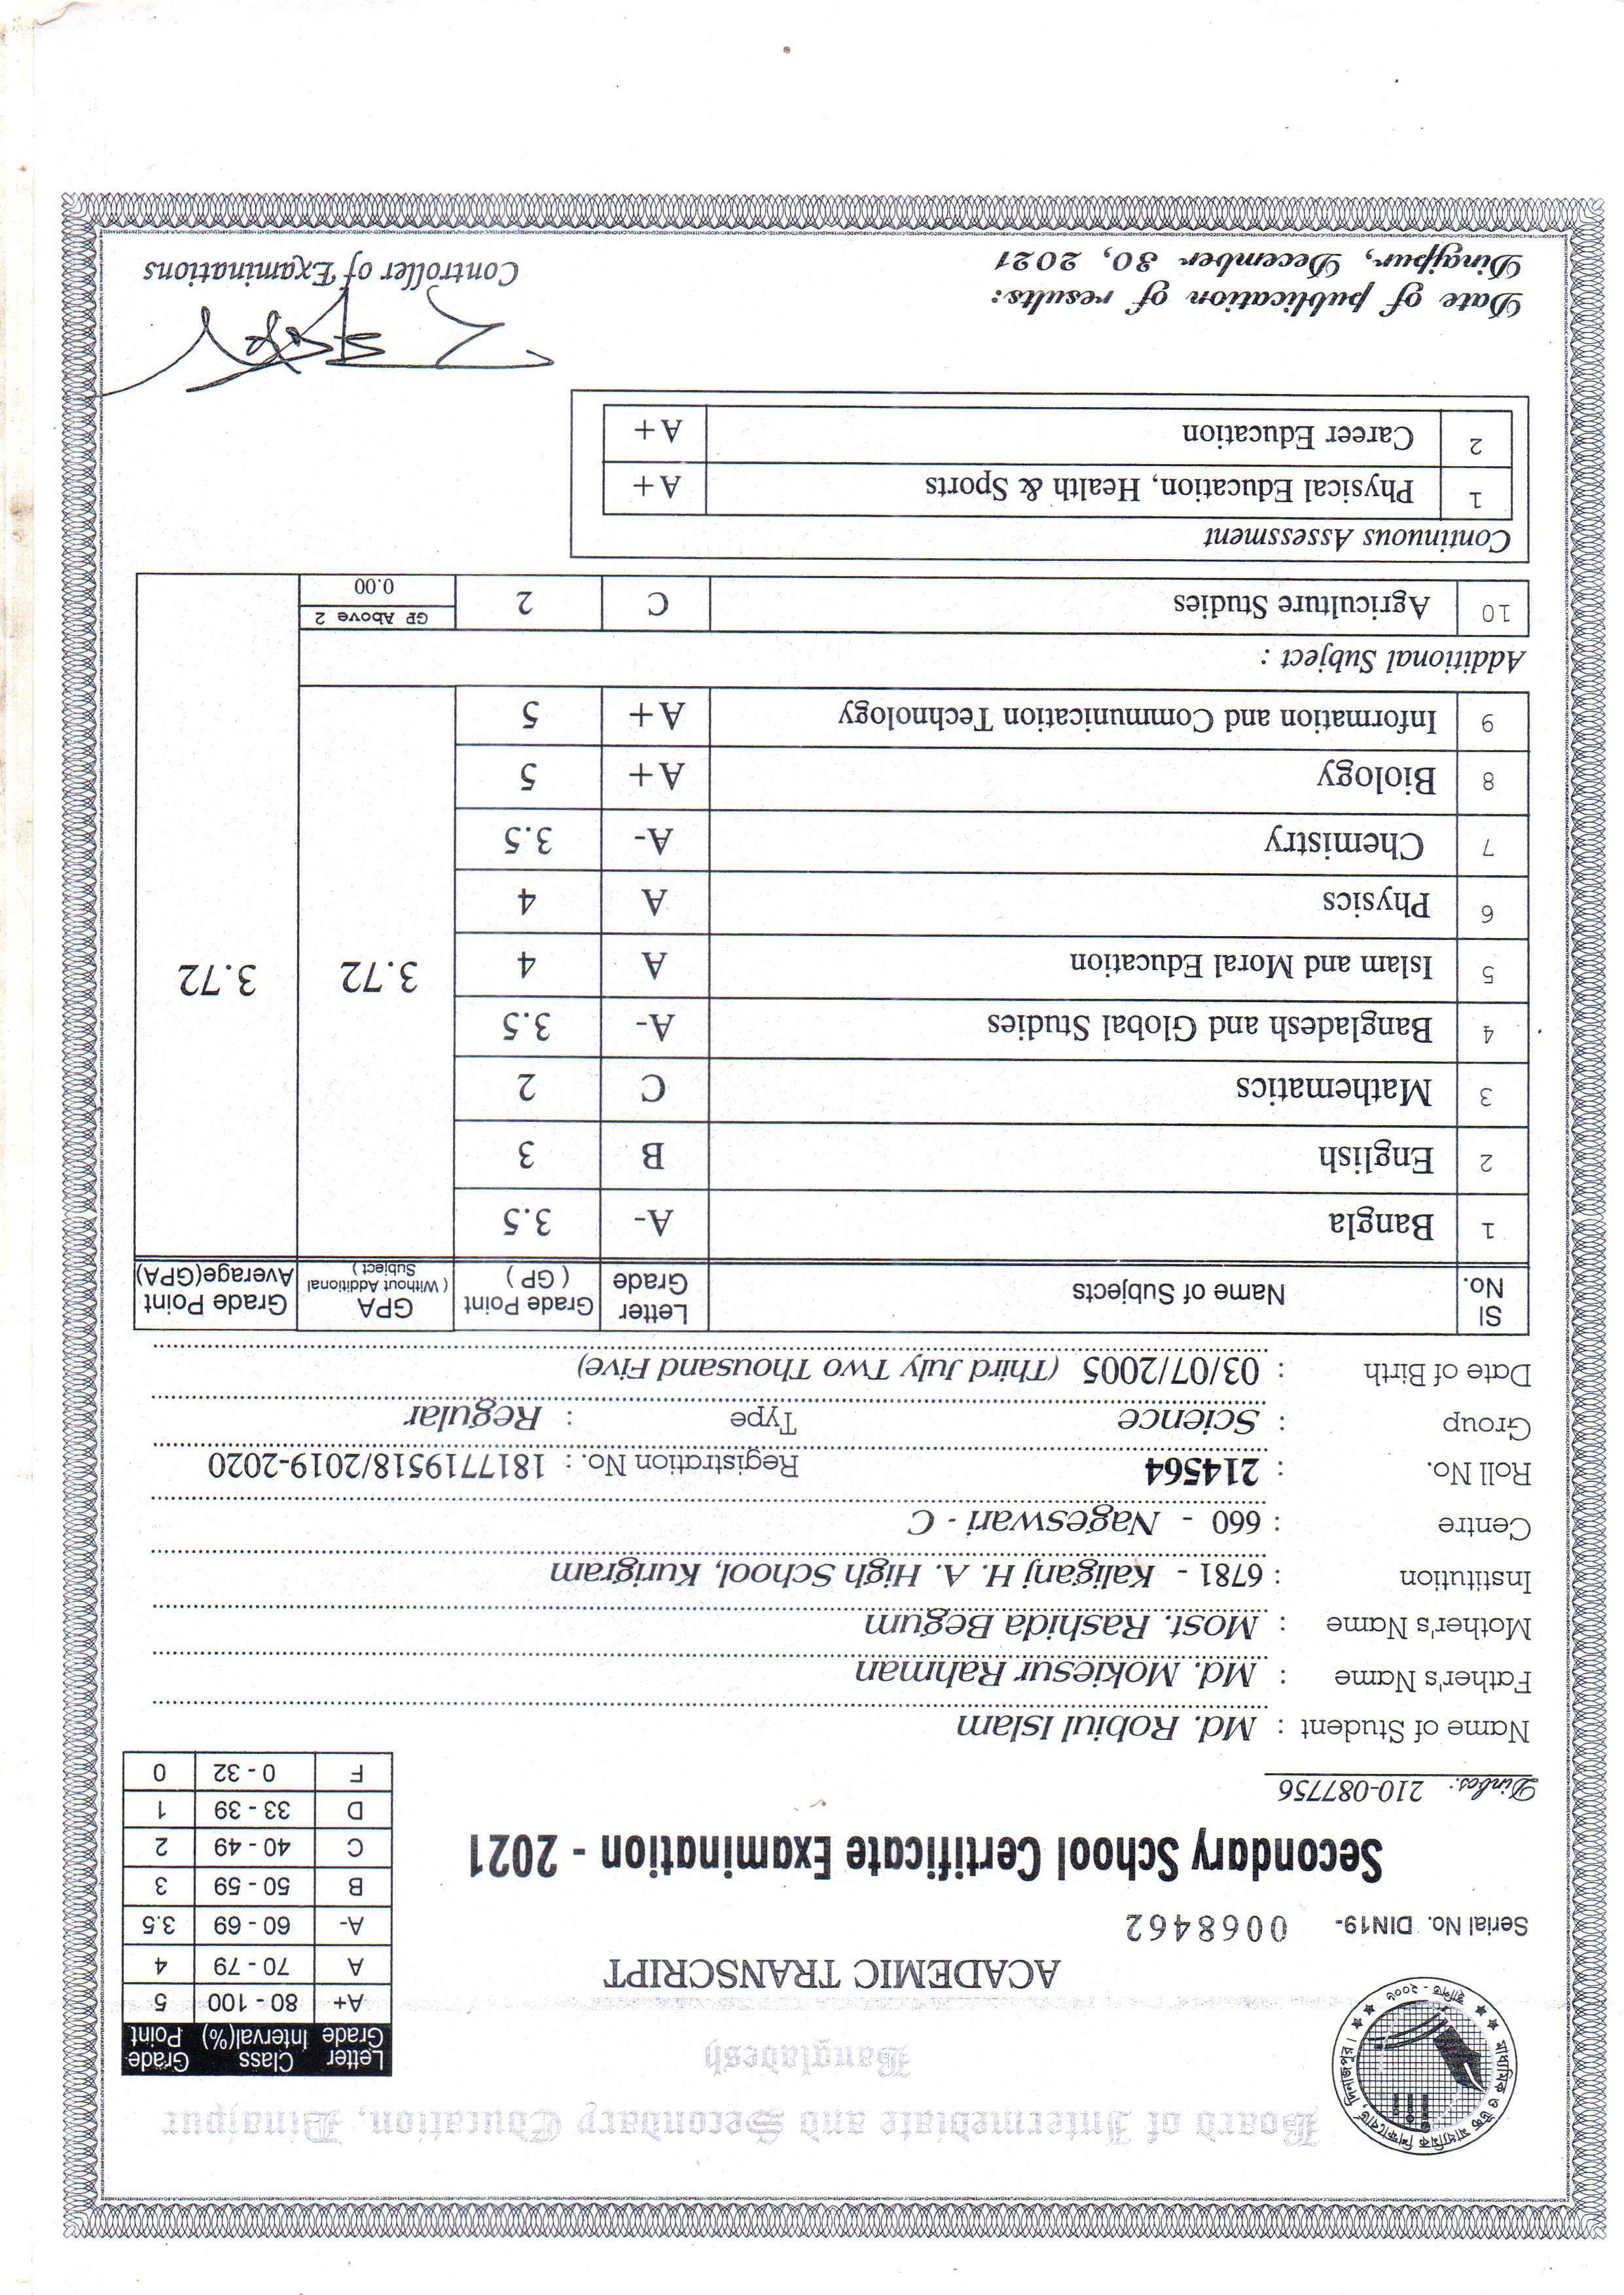 Board of Intermediate and Secondary Education, Dinajpur
Bangladesh
মাধ্যমিক ও উচ্চ মাধ্যমিক শিক্ষাবোর্ড, দিনাজপুর।
স্থাপিত - ২০০৬
Letter Grade Class Interval(%) Grade Point
A+ 80 - 100 5
A 70 - 79 4
A- 60 - 69 3.5
B 50 - 59 3
C 40 - 49 2
D 33 - 39 1
F 0 - 32 0
ACADEMIC TRANSCRIPT
Serial No. DIN19- 0068462
Secondary School Certificate Examination - 2021
Dinbos: 210-087756
Name of Student : Md. Robiul Islam
Father's Name : Md. Mokiesur Rahman
Mother's Name : Most. Rashida Begum
Institution : 6781 - Kaliganj H. A. High School, Kurigram
Centre : 660 - Nageswari - C
Roll No. : 214564 Registration No. : 1817719518/2019-2020
Group : Science Type : Regular
Date of Birth : 03/07/2005 (Third July Two Thousand Five)
Sl No. Name of Subjects Letter Grade Grade Point ( GP ) GPA ( Without Additional Subject ) Grade Point Average(GPA)
1 Bangla A- 3.5
2 English B 3
3 Mathematics C 2
4 Bangladesh and Global Studies A- 3.5
5 Islam and Moral Education A 4 3.72 3.72
6 Physics A 4
7 Chemistry A- 3.5
8 Biology A+ 5
9 Information and Communication Technology A+ 5
Additional Subject :
10 Agriculture Studies C 2 GP Above 2 0.00
Continuous Assessment
1 Physical Education, Health & Sports A+
2 Career Education A+
Date of publication of results:
Dinajpur, December 30, 2021
Controller of Examinations